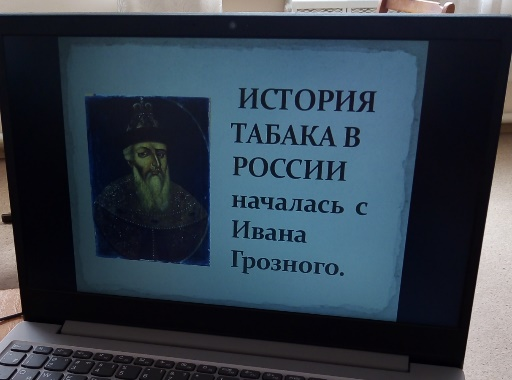 ИСТОРИЯ
ТАБАКА В
РОССИИ
началась с
Ивана
Грозного.